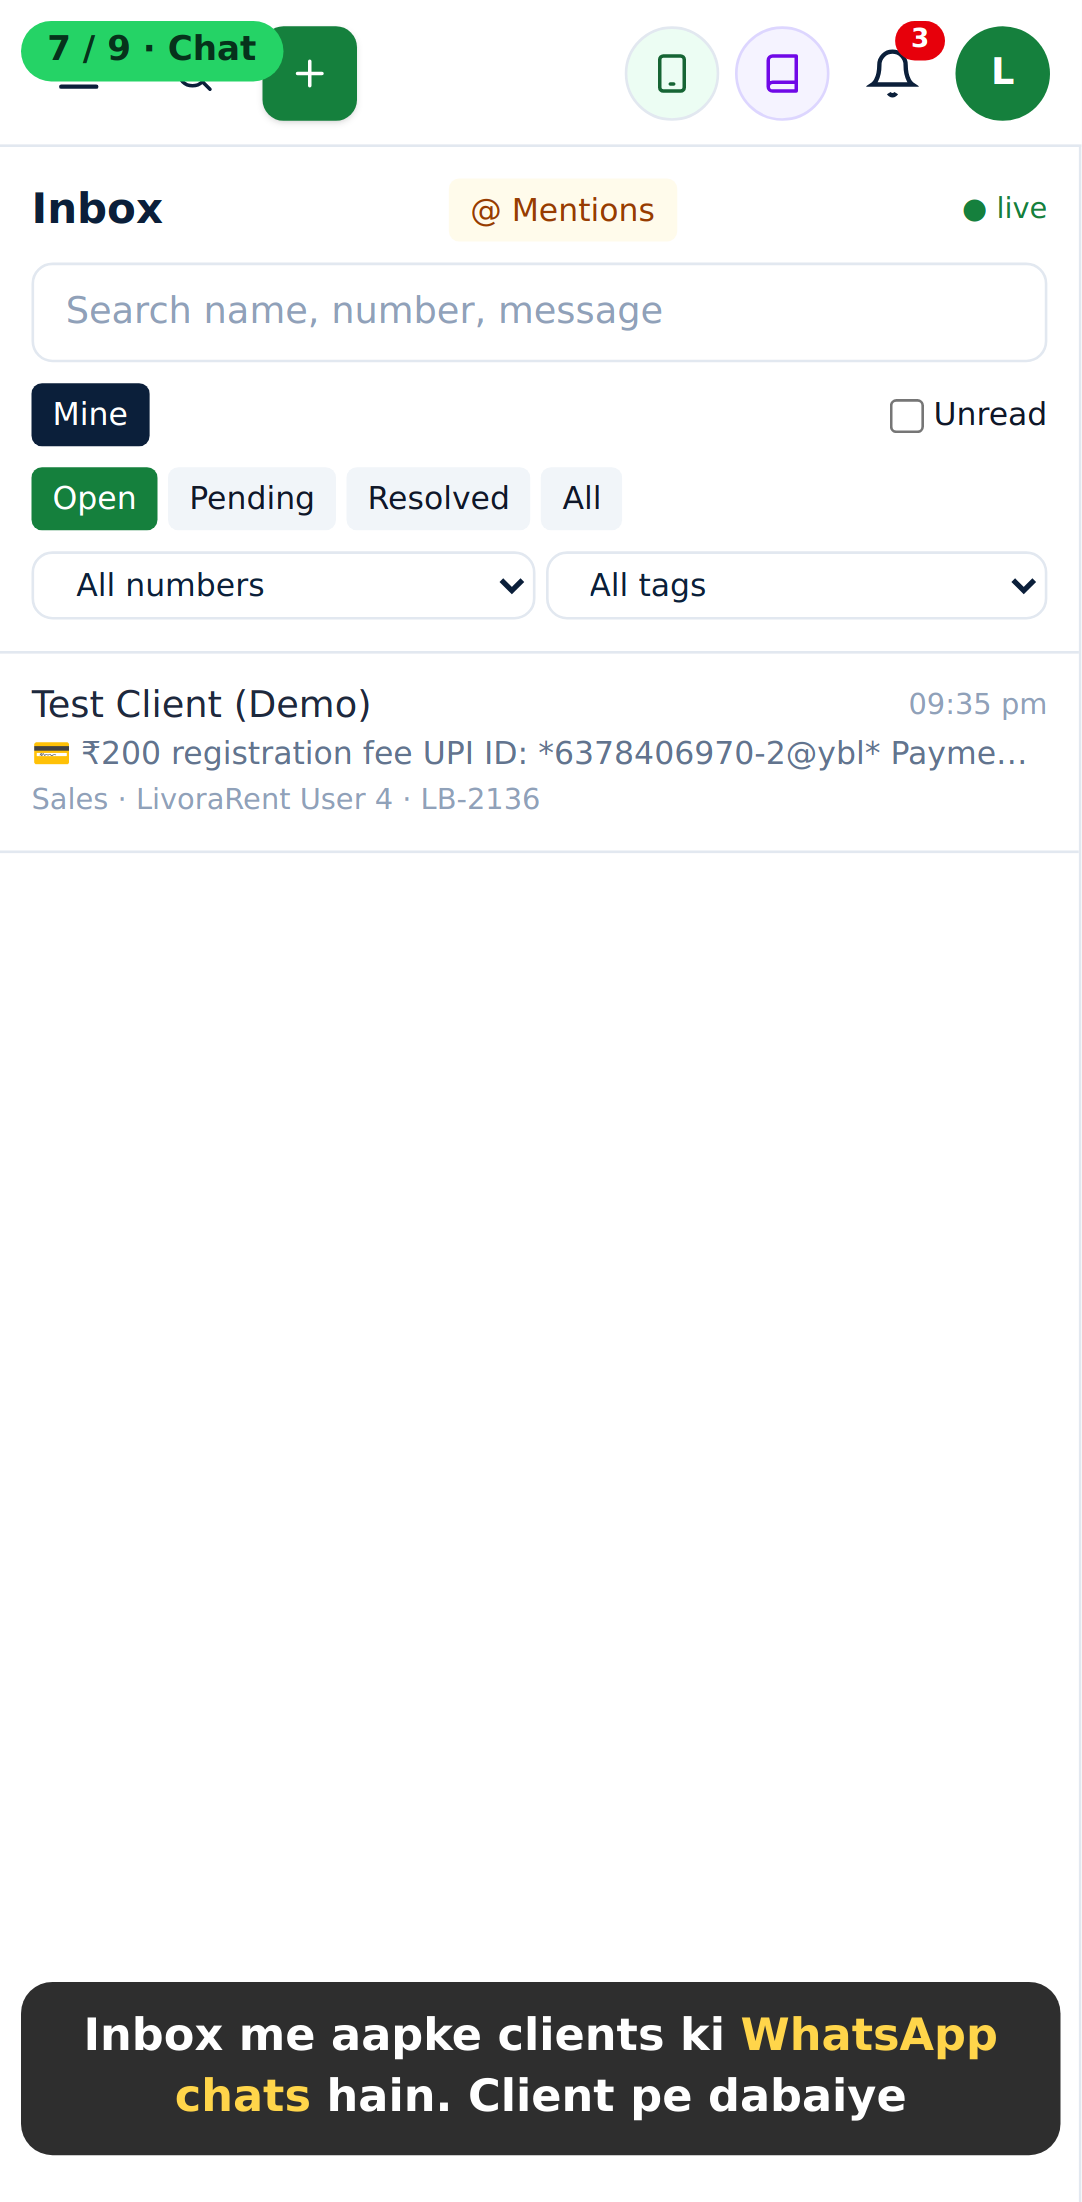 7 / 9 · Chat
+
3
L
Inbox
@ Mentions
● live
Search name, number, message
Mine
Unread
Open
Pending
Resolved
All
All numbers
All tags
Test Client (Demo)
09:35 pm
💳 ₹200 registration fee UPI ID: *6378406970-2@ybl* Payme...
Sales · LivoraRent User 4 · LB-2136
Inbox me aapke clients ki WhatsApp
chats hain. Client pe dabaiye